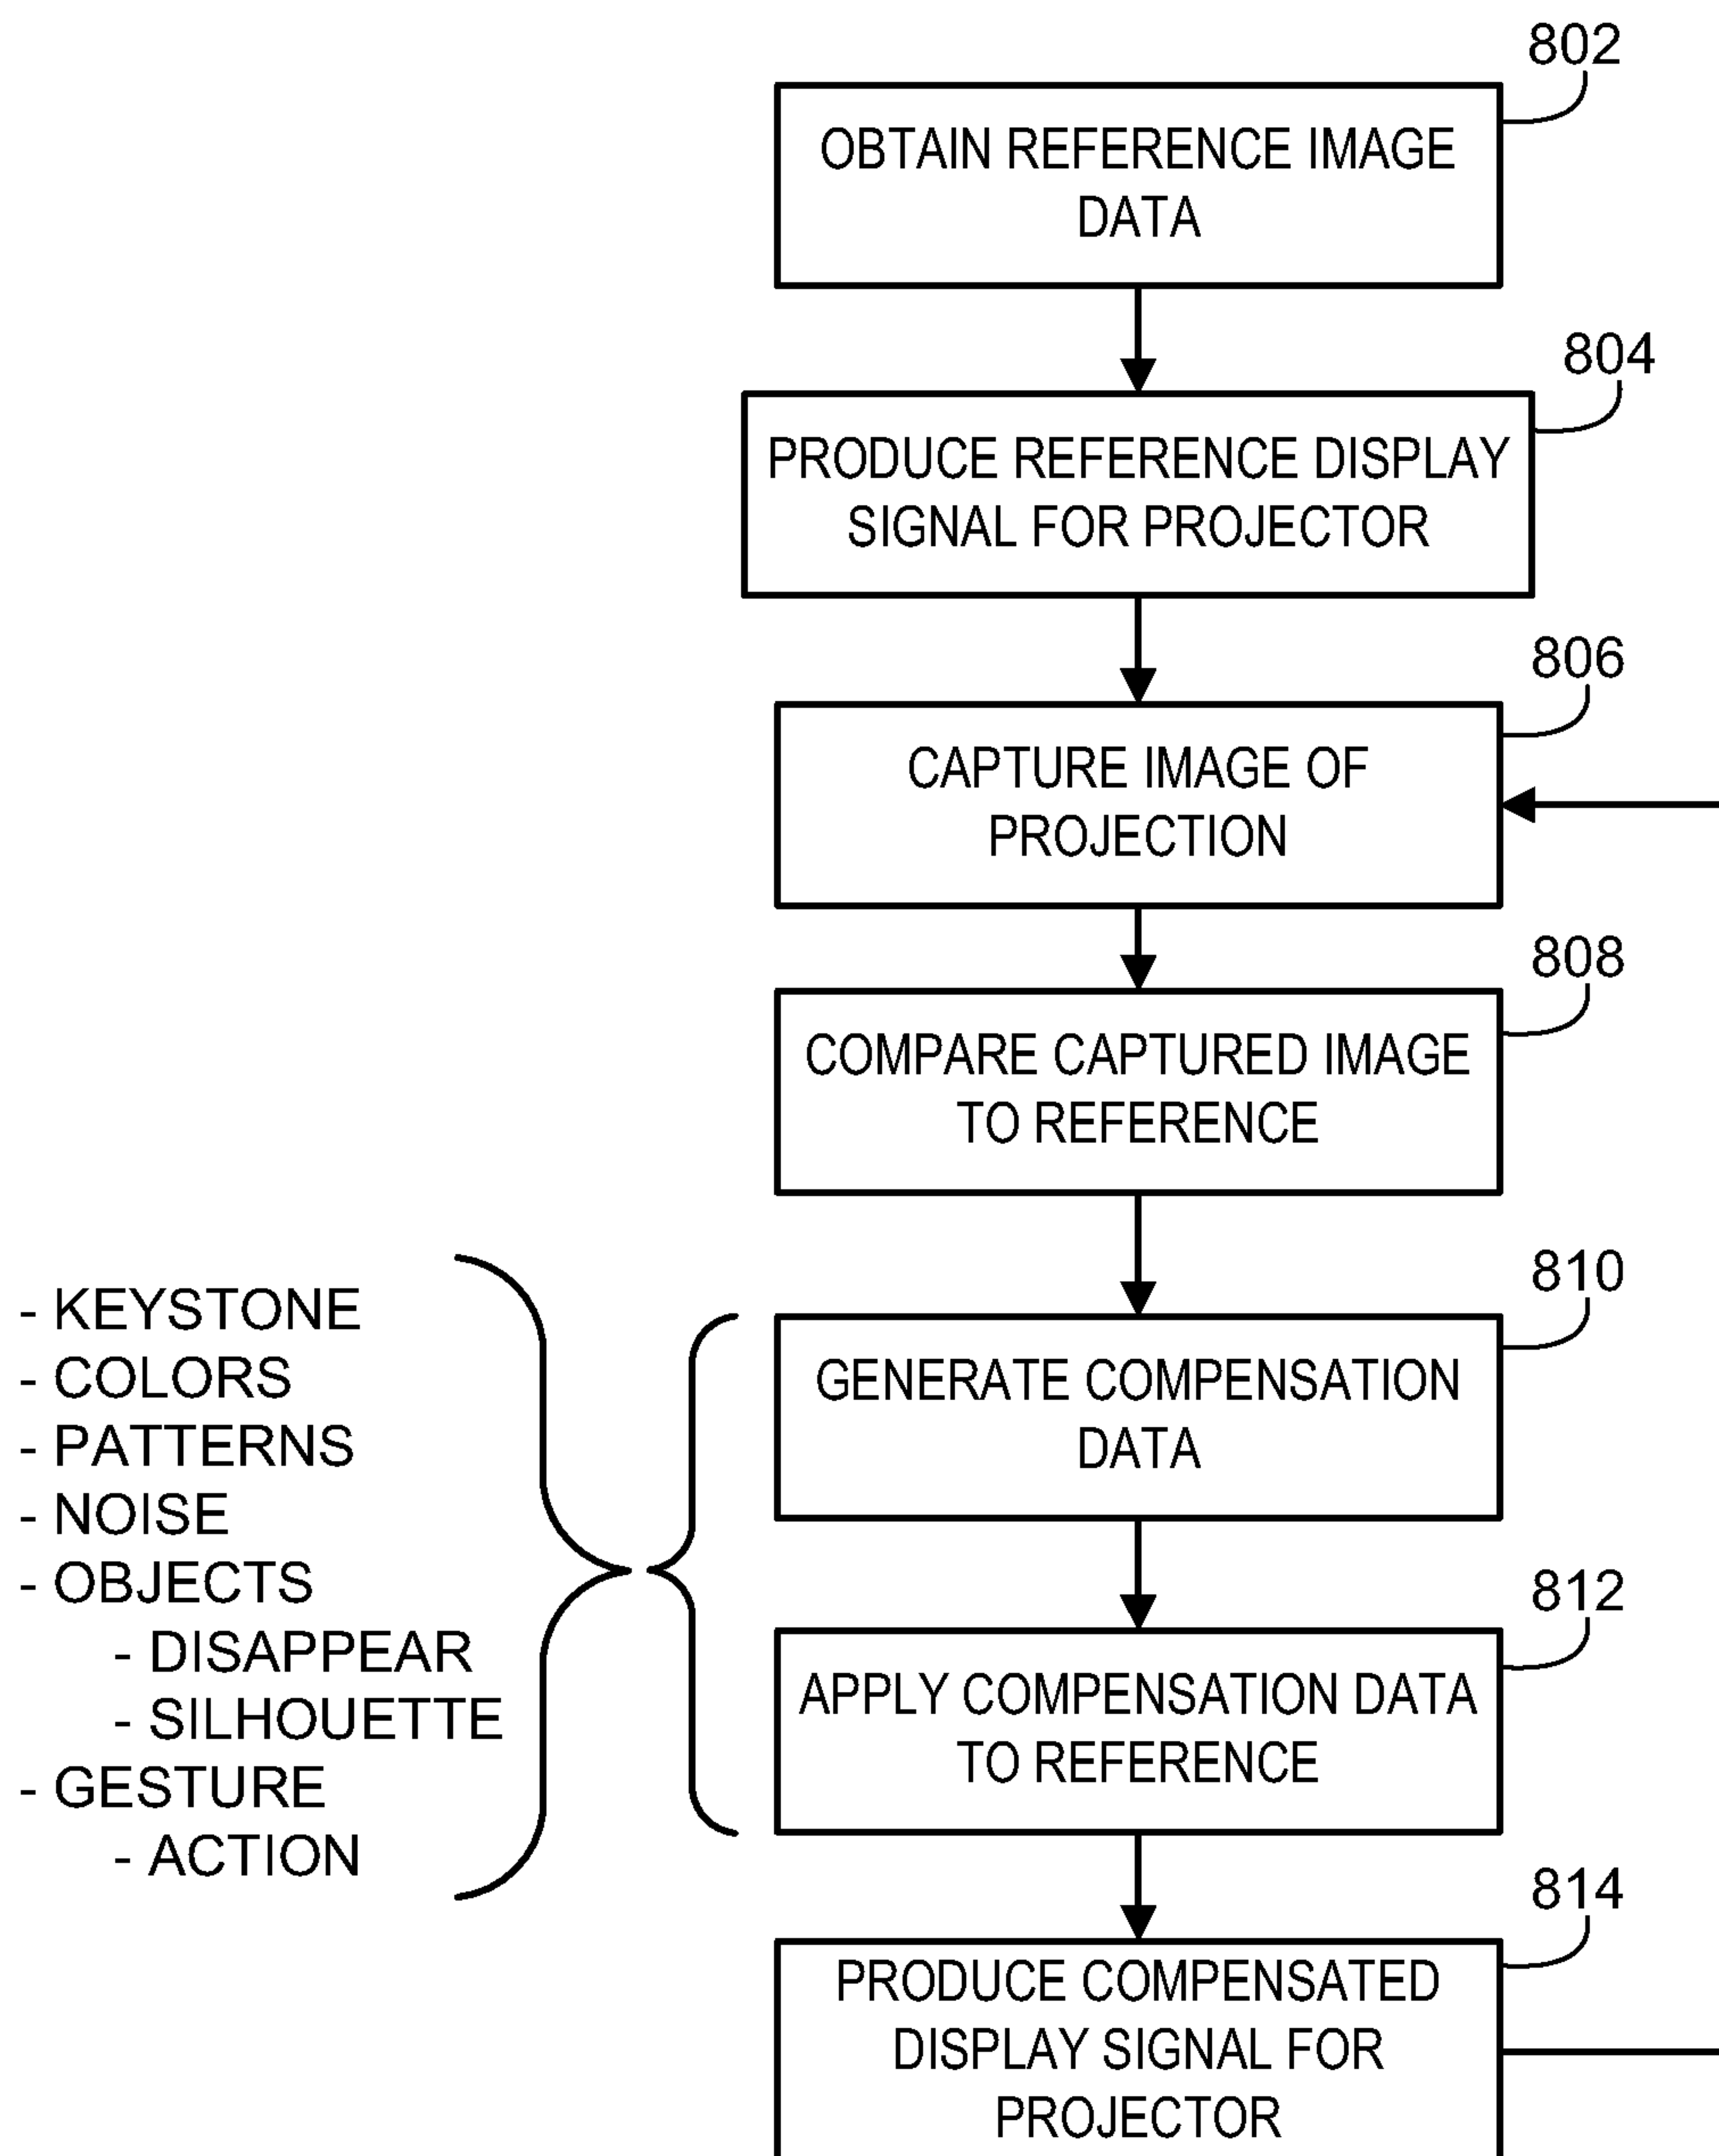 802
OBTAIN REFERENCE IMAGE
DATA
804
PRODUCE REFERENCE DISPLAY
SIGNAL FOR PROJECTOR
806
CAPTURE IMAGE OF
PROJECTION
808
COMPARE CAPTURED IMAGE
TO REFERENCE
810
GENERATE COMPENSATION
DATA
- KEYSTONE
- COLORS
- PATTERNS
- NOISE
- OBJECTS
- DISAPPEAR
- SILHOUETTE
- GESTURE
- ACTION
812
APPLY COMPENSATION DATA
TO REFERENCE
814
PRODUCE COMPENSATED
DISPLAY SIGNAL FOR
PROJECTOR